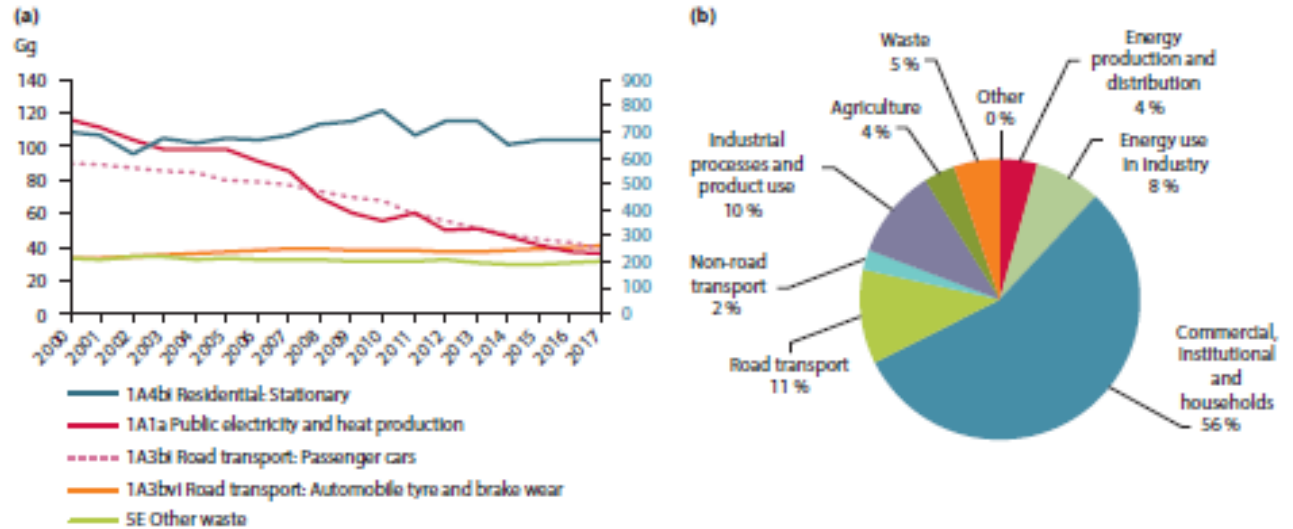 (a)
Gg
140
120
100
80
60
40
20
0
900
800
700
600
500
400
300
200
100
0
2000
2001
2002
2003
2004
2005
2006
2007
2008
2009
2010
2011
2012
2013
2014
2015
2016
2017
1A4bi Residential: Stationary
1A1a Public electricity and heat production
1A3bi Road transport: Passenger cars
1A3bvi Road transport: Automobile tyre and brake wear
5E Other waste
(b)
Waste
5 %
Energy
production and
distribution
4 %
Other
0 %
Agriculture
4 %
Energy use
in industry
8 %
Industrial
processes and
product use
10 %
Non-road
transport
2 %
Road transport
11 %
Commercial,
institutional
and
households
56 %